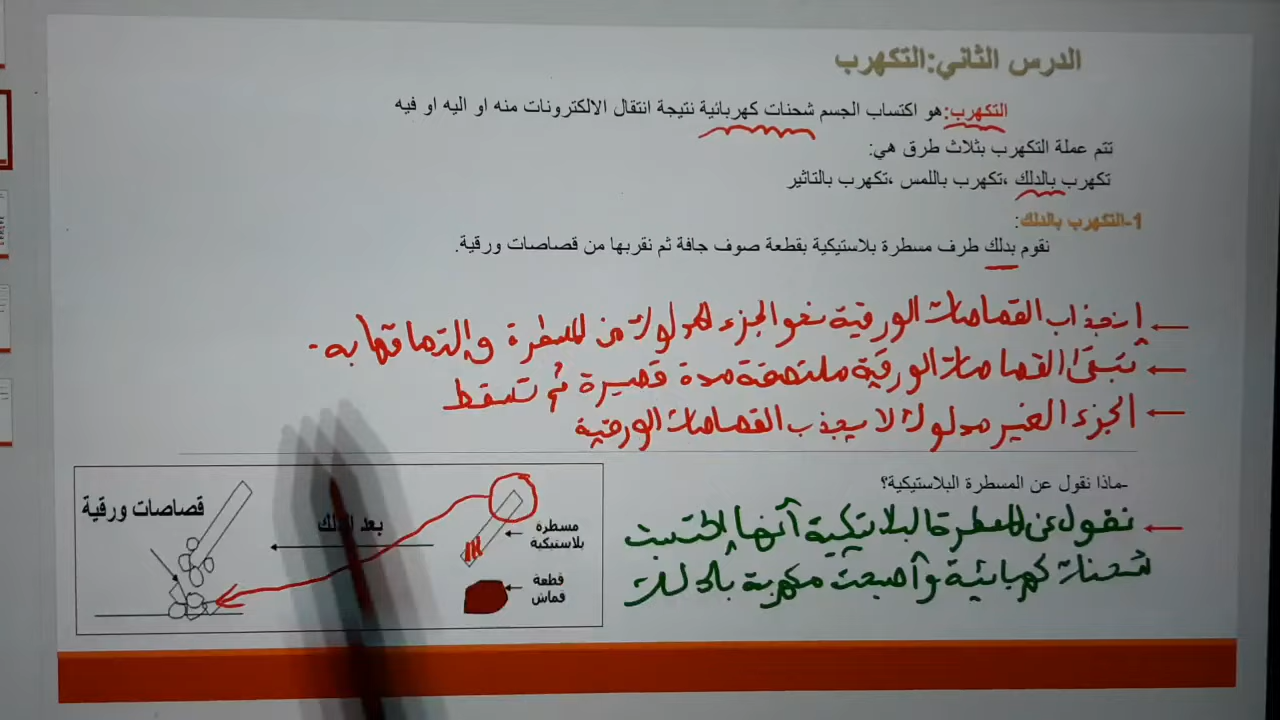 الدرس الثاني:التكهرب
التكهرب:هو اكتساب الجسم شحنات كهربائية نتيجة انتقال الالكترونات منه او اليه او فيه
تتم عملة التكهرب بثلاث طرق هي:
تكهرب بالدلك ،تكهرب باللمس ،تكهرب بالتاثير
1-التكهرب بالدلك:
نقوم بدلك طرف مسطرة بلاستيكية بقطعة صوف جافة ثم نقربها من قصاصات ورقية.
إنجذاب القصاصات الورقية نحو الجزء المدلوك من المسطرة وإلتصاقها به.
تبقى القصاصات الورقية ملتصقة مدة قصيرة ثم تسقط
الجزء الغير مدلوك لا يجذب القصاصات الورقية
-ماذا نقول عن المسطرة البلاستيكية؟
نقول عن المسطرة البلاستيكية أنها إكتسبت
شحنات كهربائية وأصبحت مكهربة بالدلك
قصاصات ورقية
بعد الدلك
مسطرة
بلاستيكية
قطعة
قماش